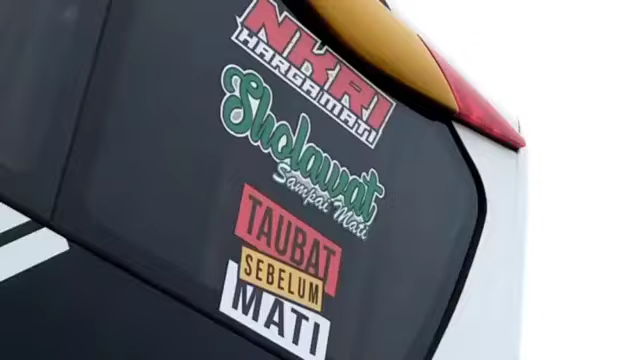 NKRI
HARGA MATI
Sholawat
Sampai Mati
TAUBAT
SEBELUM
MATI